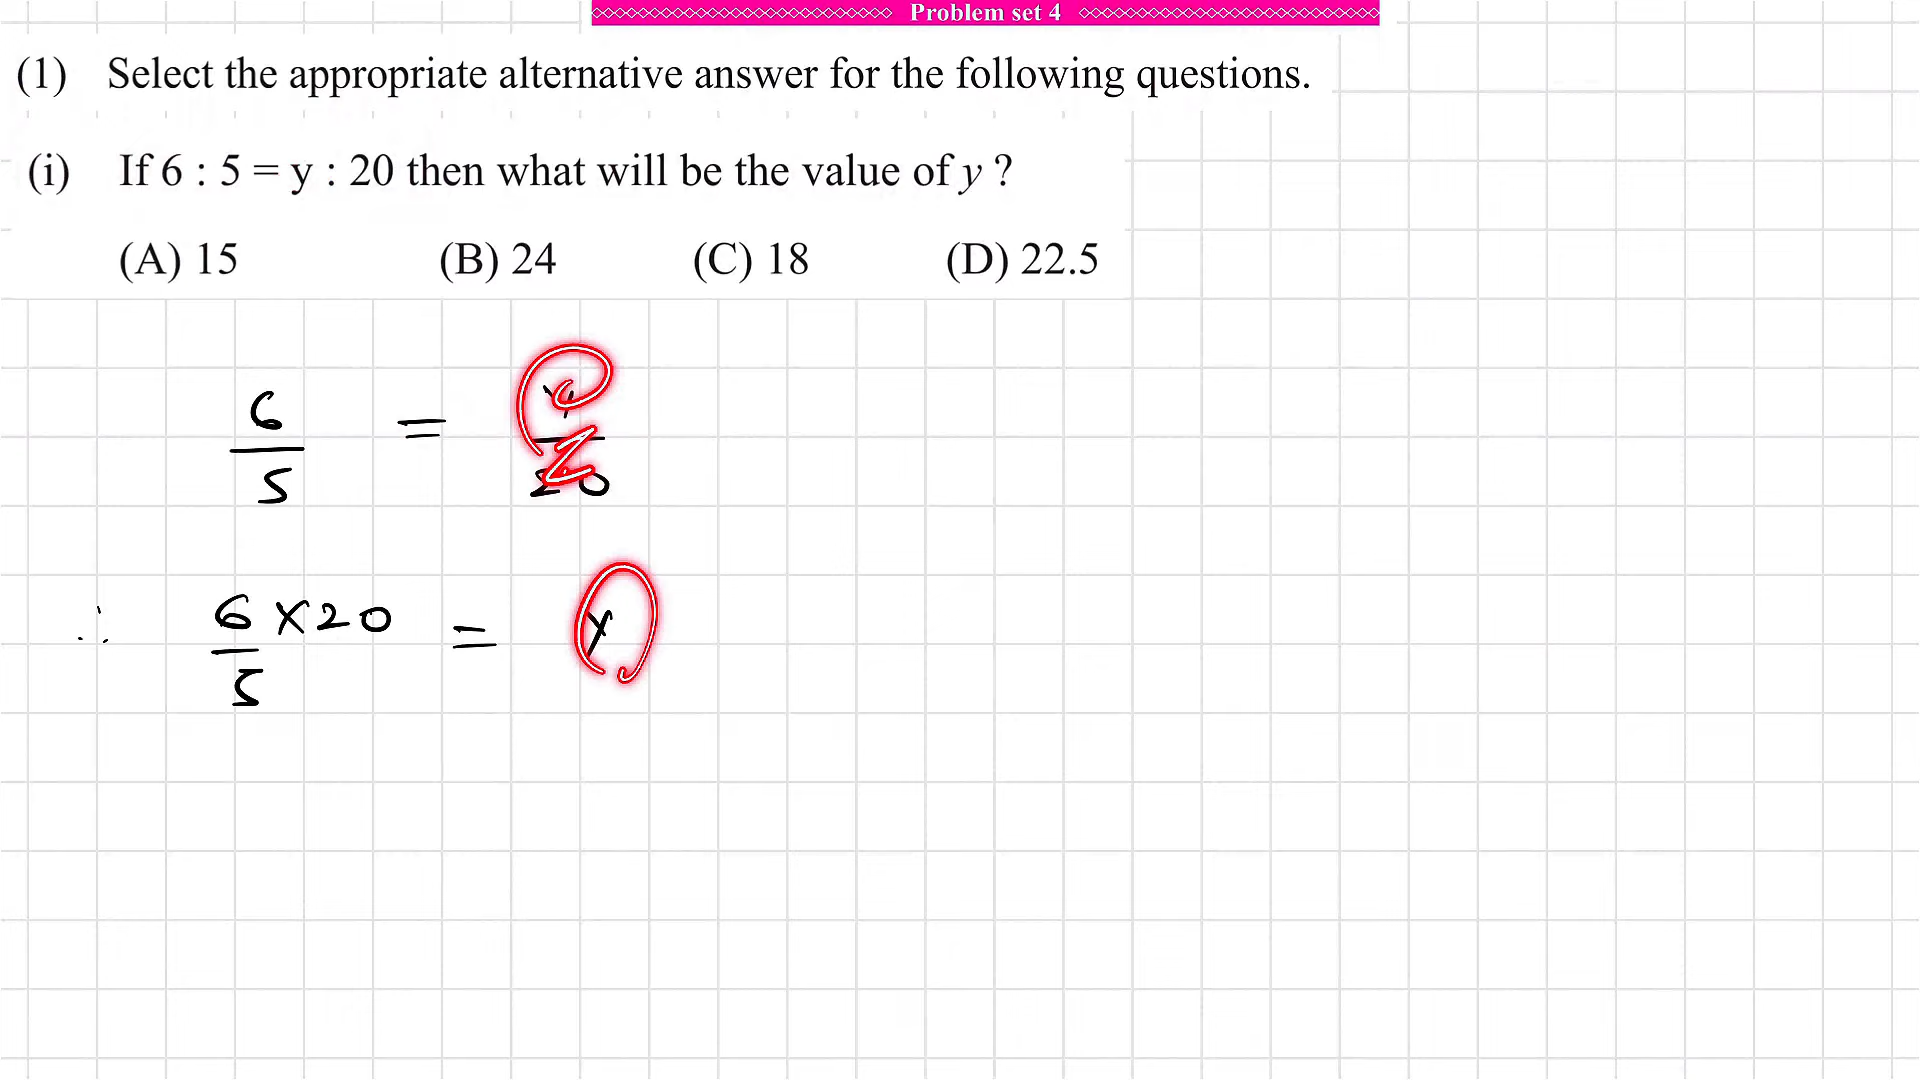 Problem set 4
(1) Select the appropriate alternative answer for the following questions.
(i) If 6 : 5 = y : 20 then what will be the value of y ?
(A) 15 (B) 24 (C) 18 (D) 22.5
6/5 = y/20
∴ 6/5 × 20 = y